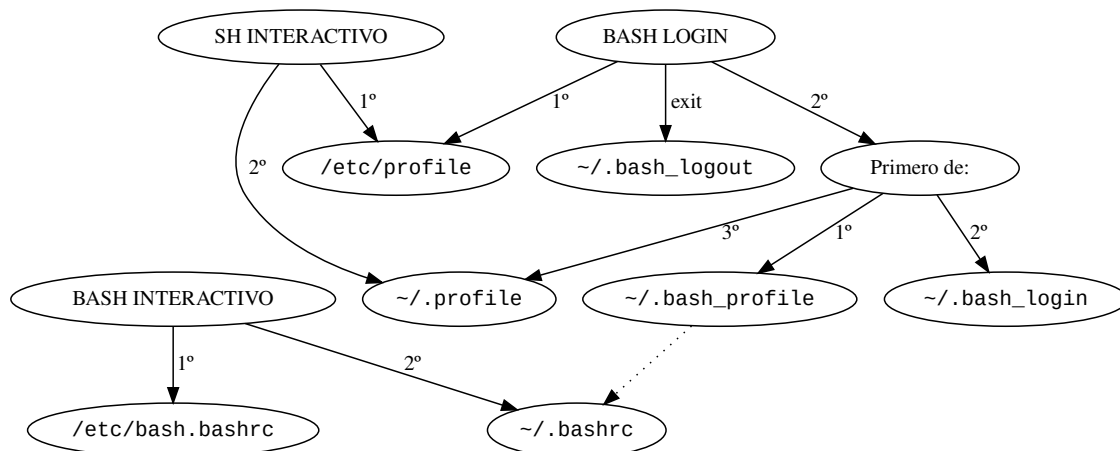 SH INTERACTIVO
BASH LOGIN
1º
1º
exit
2º
2º
/etc/profile
~/.bash_logout
Primero de:
3º
1º
2º
BASH INTERACTIVO
~/.profile
~/.bash_profile
~/.bash_login
1º
2º
/etc/bash.bashrc
~/.bashrc